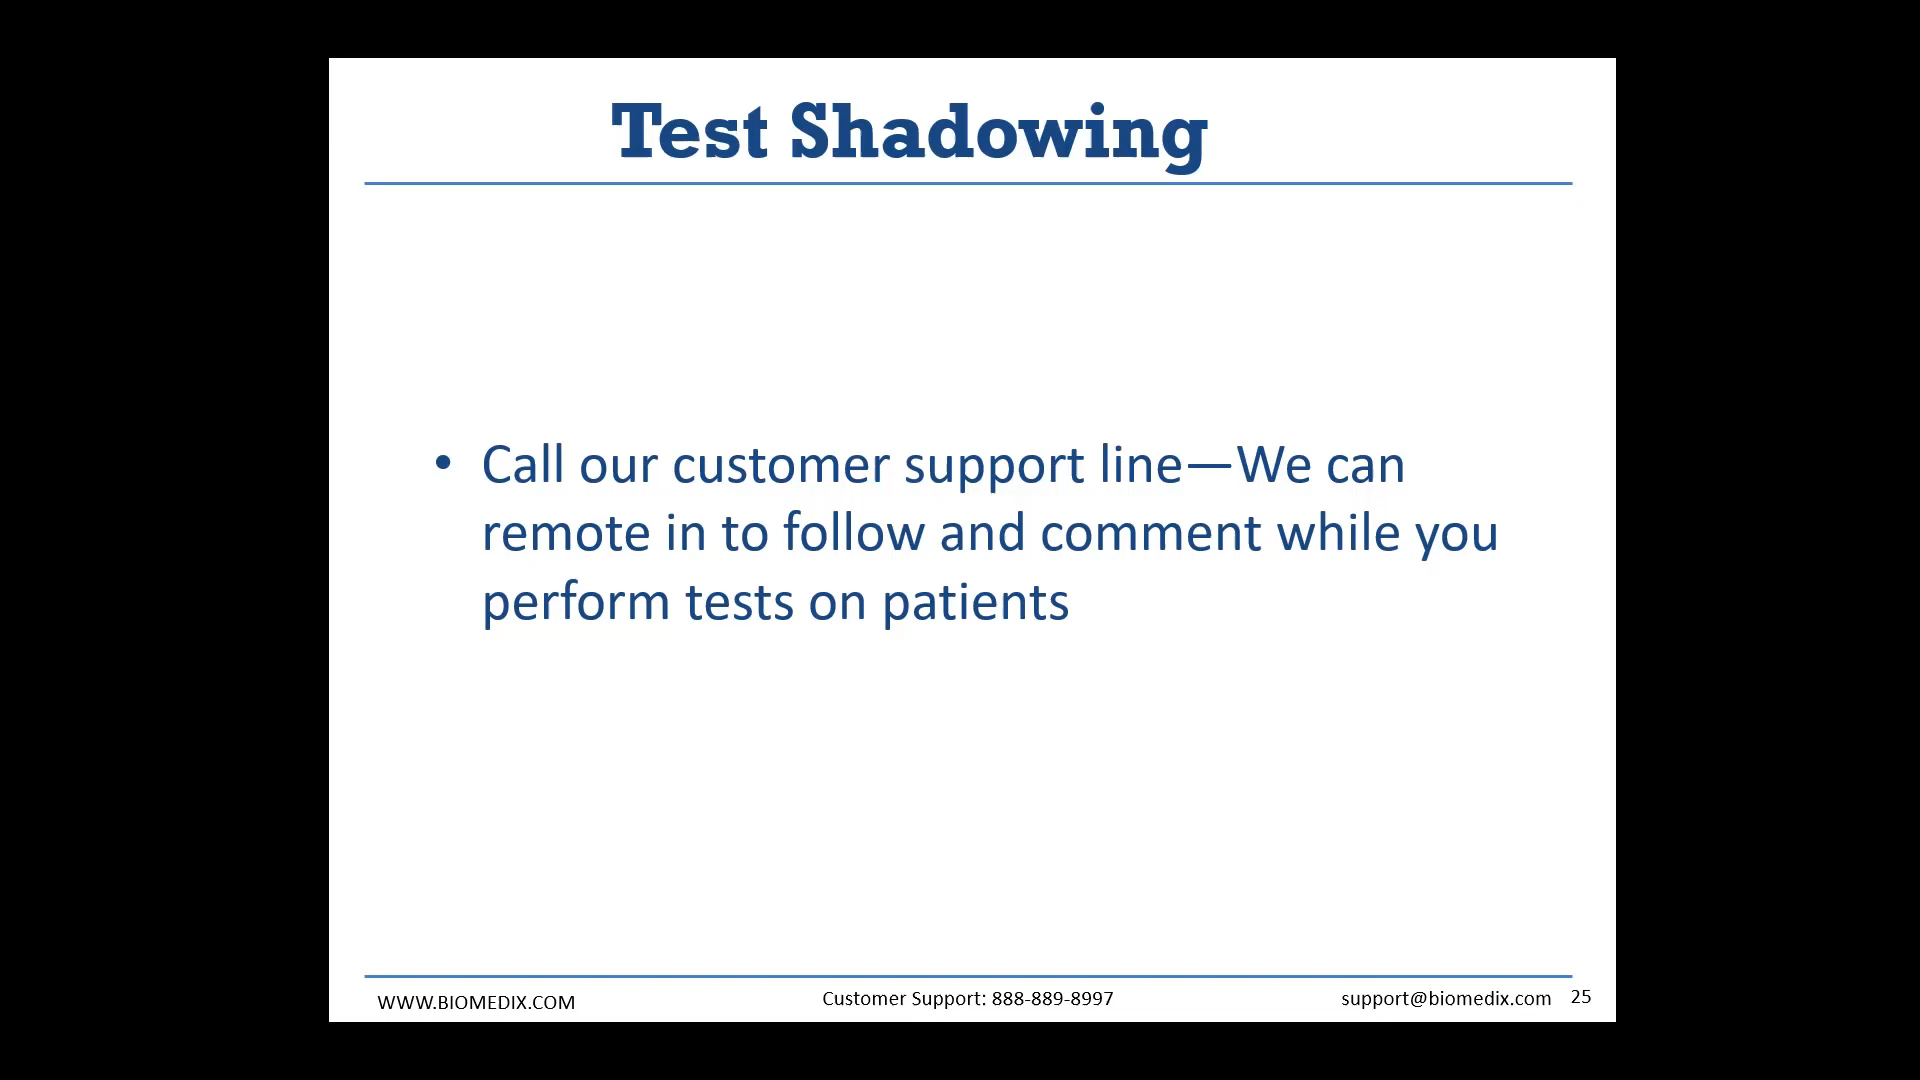 Test Shadowing
• Call our customer support line—We can
remote in to follow and comment while you
perform tests on patients
WWW.BIOMEDIX.COM
Customer Support: 888-889-8997
support@biomedix.com
25